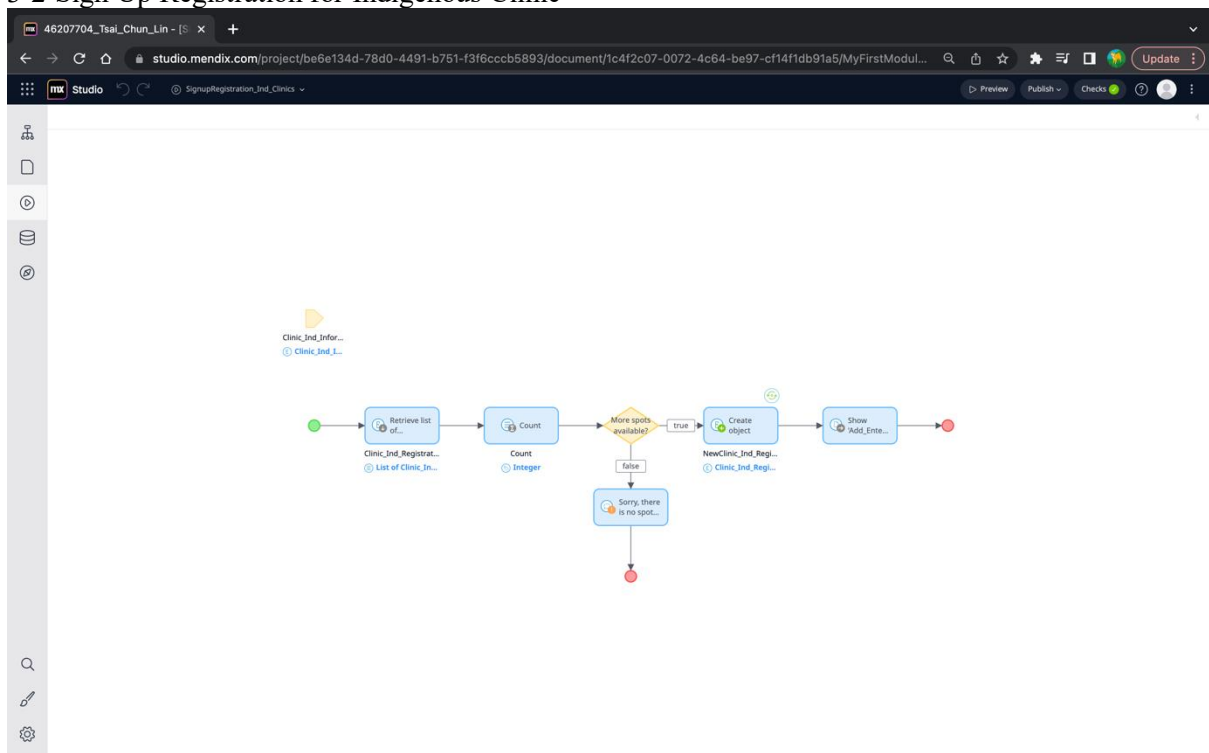 3-2 Sign Up Registration for Indigenous Clinic
46207704_Tsai_Chun_Lin - [S
studio.mendix.com/project/be6e134d-78d0-4491-b751-f3f6cccb5893/document/1c4f2c07-0072-4c64-be97-cf14f1db91a5/MyFirstModul...
Update
mx Studio
SignupRegistration_Ind_Clinics
Preview
Publish
Checks
Clinic_Ind_Infor...
Clinic_Ind_I...
Retrieve list
of...
Clinic_Ind_Registrat...
List of Clinic_In...
Count
Count
Integer
More spots
available?
true
false
Create
object
NewClinic_Ind_Regi...
Clinic_Ind_Regi...
Show
'Add_Ente...
Sorry, there
is no spot...